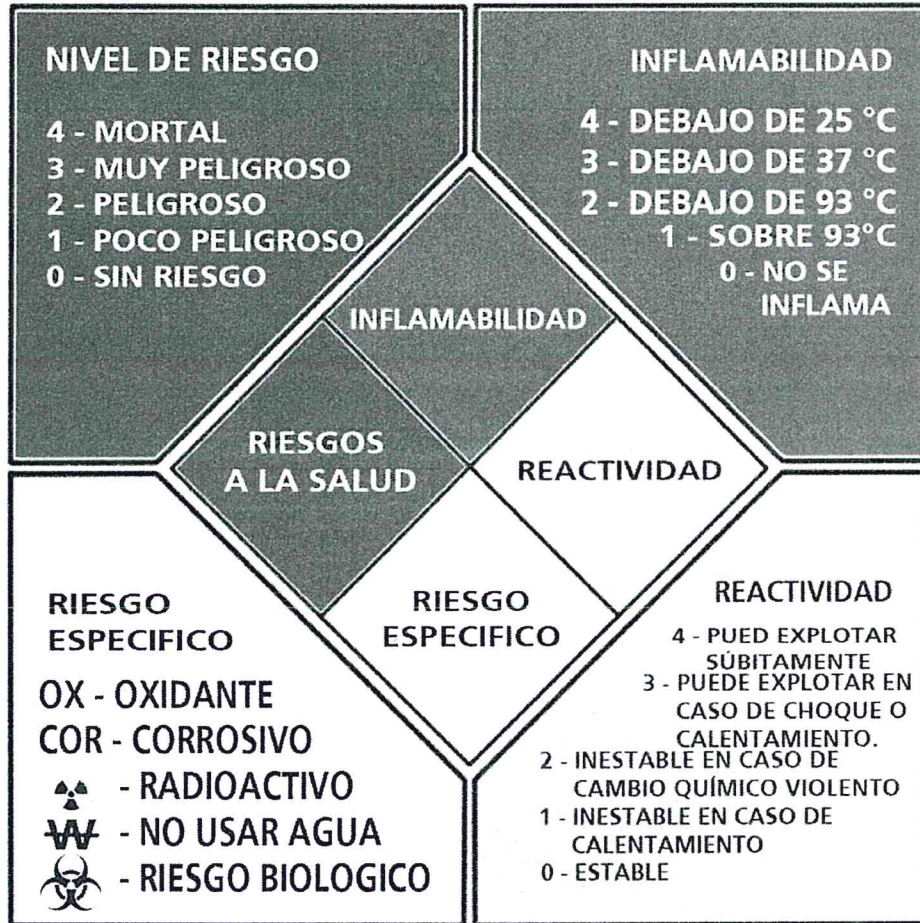 NIVEL DE RIESGO
4 - MORTAL
3 - MUY PELIGROSO
2 - PELIGROSO
1 - POCO PELIGROSO
0 - SIN RIESGO
INFLAMABILIDAD
4 - DEBAJO DE 25 °C
3 - DEBAJO DE 37 °C
2 - DEBAJO DE 93 °C
1 - SOBRE 93°C
0 - NO SE
INFLAMA
INFLAMABILIDAD
RIESGOS
A LA SALUD
REACTIVIDAD
RIESGO
ESPECIFICO
RIESGO
ESPECIFICO
OX - OXIDANTE
COR - CORROSIVO
- RADIOACTIVO
W - NO USAR AGUA
- RIESGO BIOLOGICO
REACTIVIDAD
4 - PUED EXPLOTAR
SÚBITAMENTE
3 - PUEDE EXPLOTAR EN
CASO DE CHOQUE O
CALENTAMIENTO.
2 - INESTABLE EN CASO DE
CAMBIO QUÍMICO VIOLENTO
1 - INESTABLE EN CASO DE
CALENTAMIENTO
0 - ESTABLE